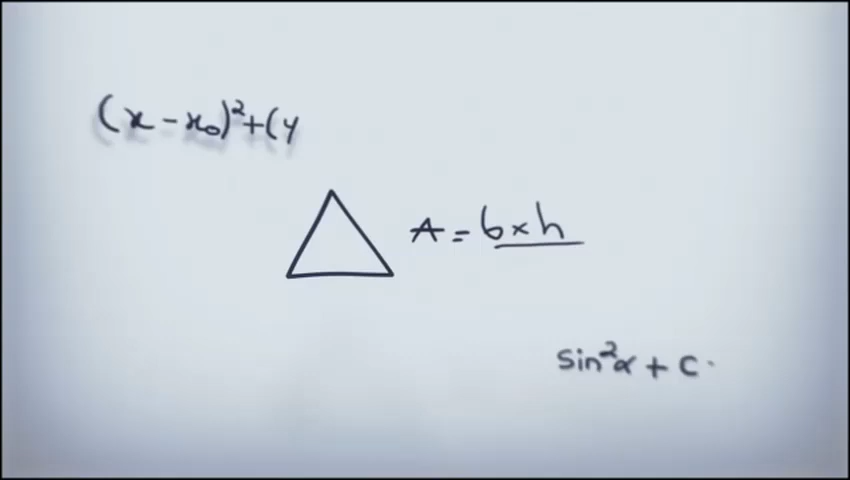 (x - x₀)² + (y
A = b × h
sin²α + c